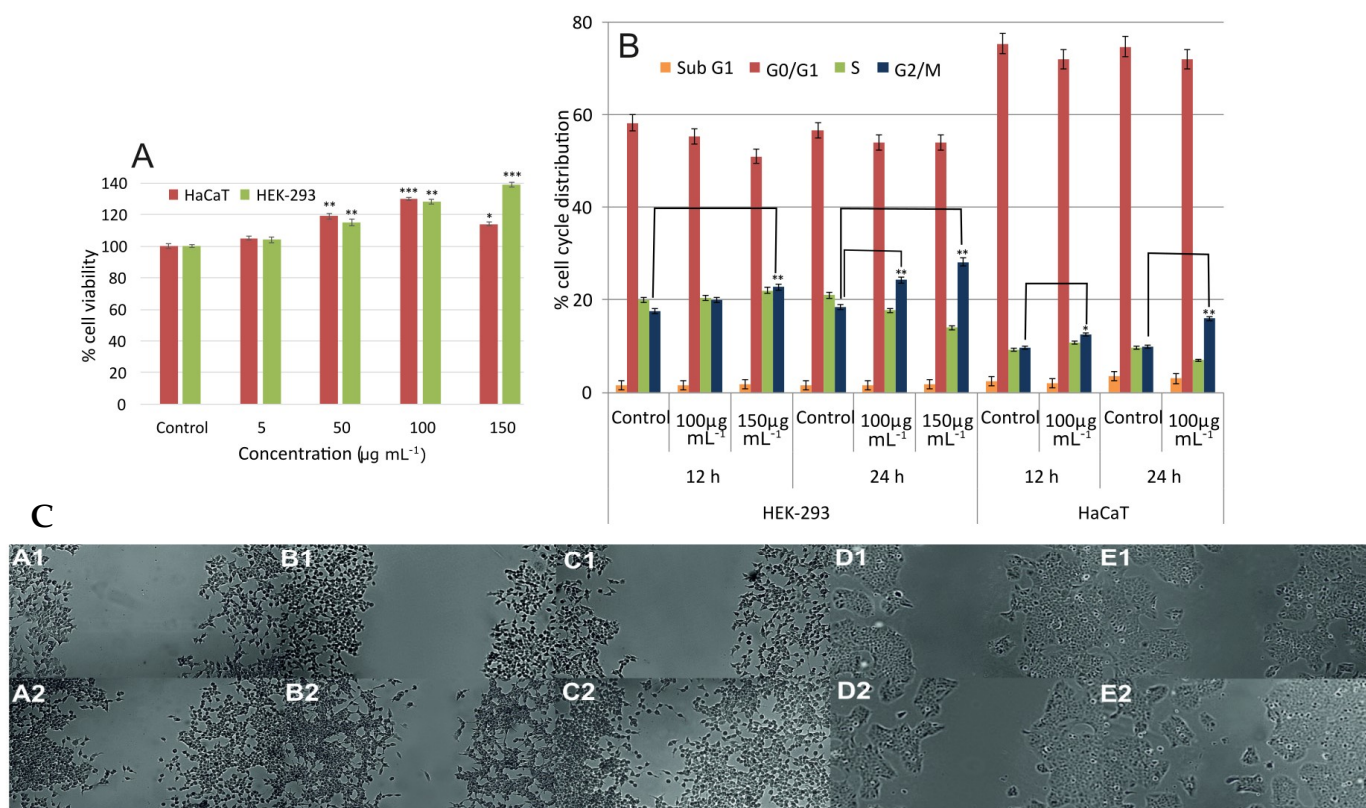 A
140
120
100
80
60
40
20
0
% cell viability
HaCaT HEK-293
** ** *** ** * ***
Control 5 50 100 150
Concentration (µg mL⁻¹)
B
80
60
40
20
0
% cell cycle distribution
Sub G1 G0/G1 S G2/M
** ** ** * **
Control 100µg mL⁻¹ 150µg mL⁻¹ Control 100µg mL⁻¹ 150µg mL⁻¹ Control 100µg mL⁻¹ Control 100µg mL⁻¹
12 h 24 h 12 h 24 h
HEK-293 HaCaT
C
A1 B1 C1 D1 E1
A2 B2 C2 D2 E2